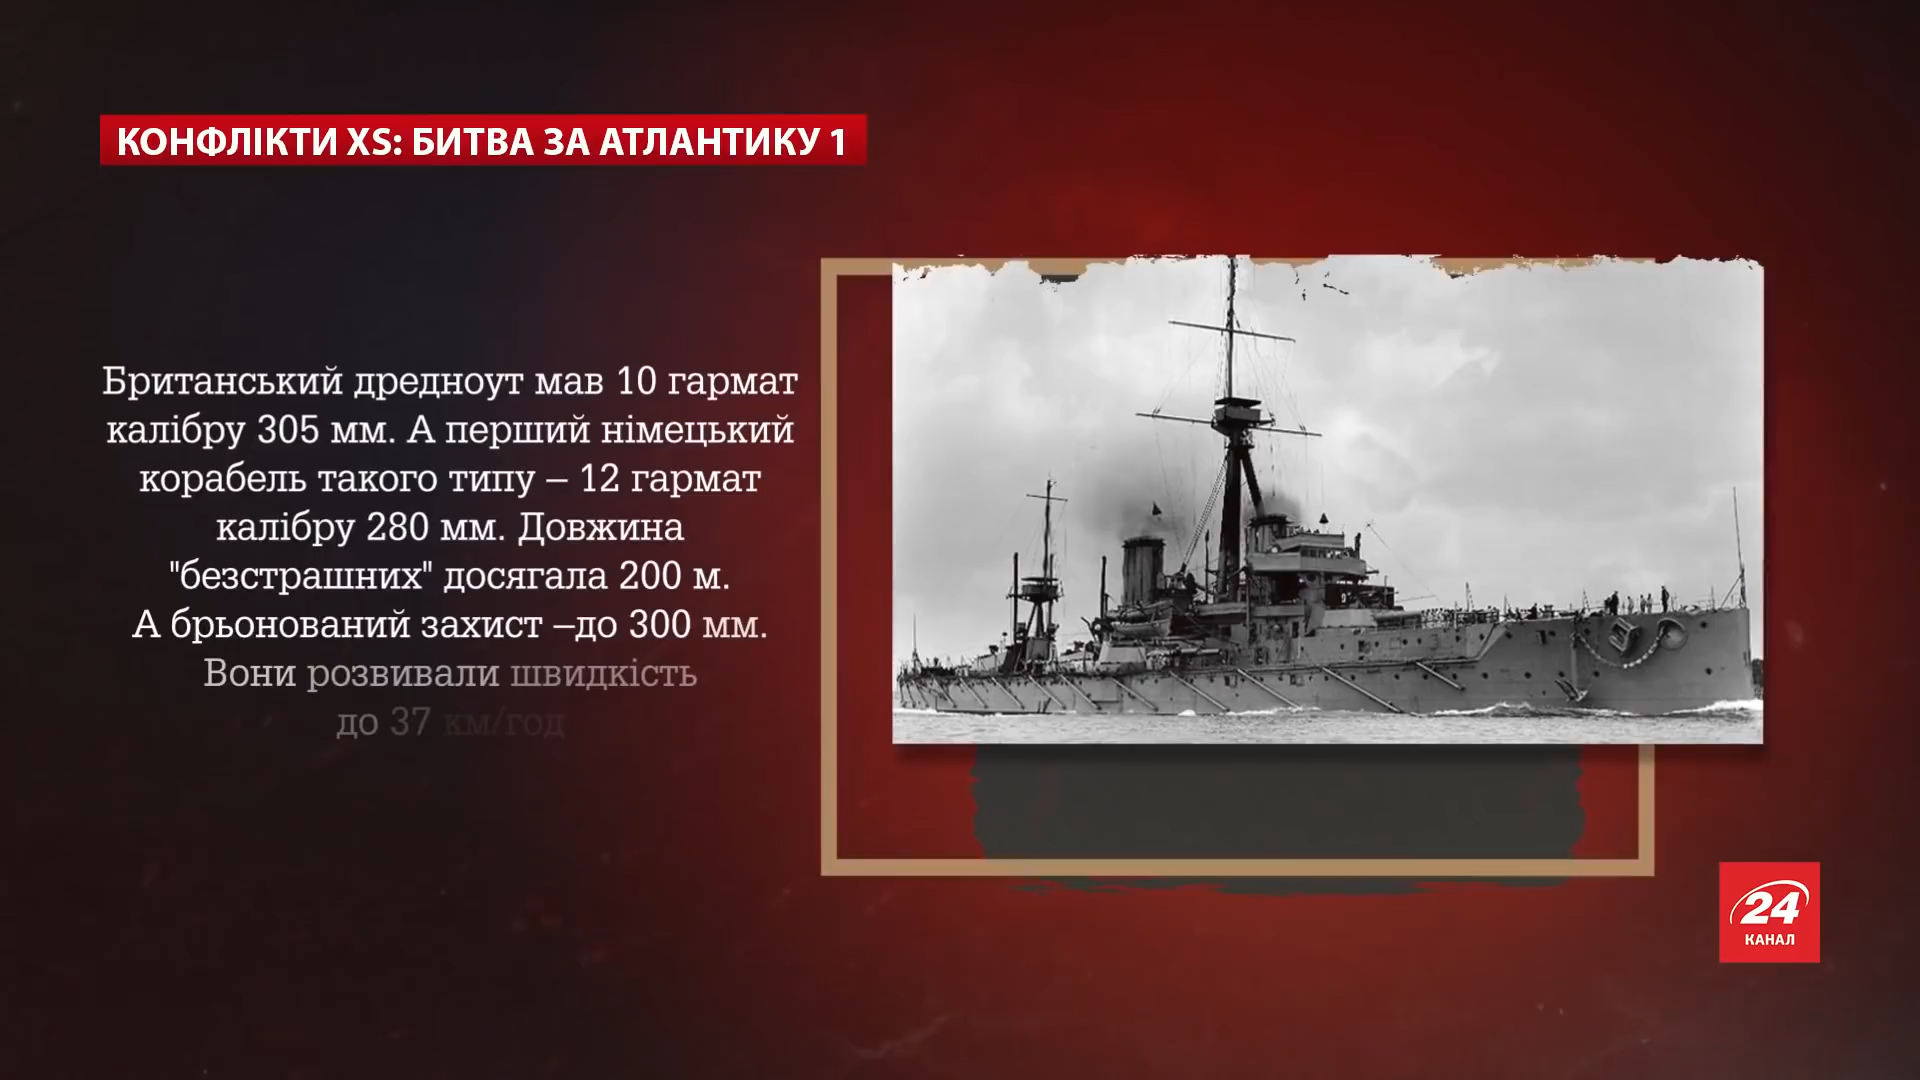 КОНФЛІКТИ XS: БИТВА ЗА АТЛАНТИКУ 1
Британський дредноут мав 10 гармат
калібру 305 мм. А перший німецький
корабель такого типу – 12 гармат
калібру 280 мм. Довжина
"безстрашних" досягала 200 м.
А брьонований захист –до 300 мм.
Вони розвивали швидкість
до 37 км/год
24
КАНАЛ